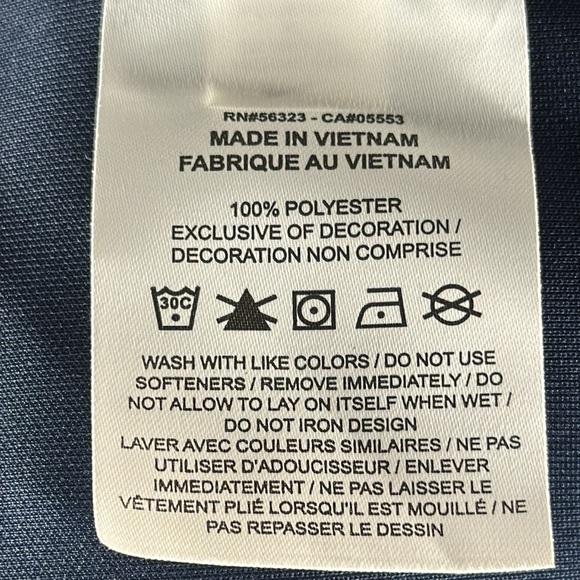 RN#56323 - CA#05553
MADE IN VIETNAM
FABRIQUE AU VIETNAM
100% POLYESTER
EXCLUSIVE OF DECORATION /
DECORATION NON COMPRISE
30C
WASH WITH LIKE COLORS / DO NOT USE
SOFTENERS / REMOVE IMMEDIATELY / DO
NOT ALLOW TO LAY ON ITSELF WHEN WET /
DO NOT IRON DESIGN
LAVER AVEC COULEURS SIMILAIRES / NE PAS
UTILISER D'ADOUCISSEUR / ENLEVER
IMMEDIATEMENT / NE PAS LAISSER LE
VÊTEMENT PLIÉ LORSQU'IL EST MOUILLÉ / NE
PAS REPASSER LE DESSIN